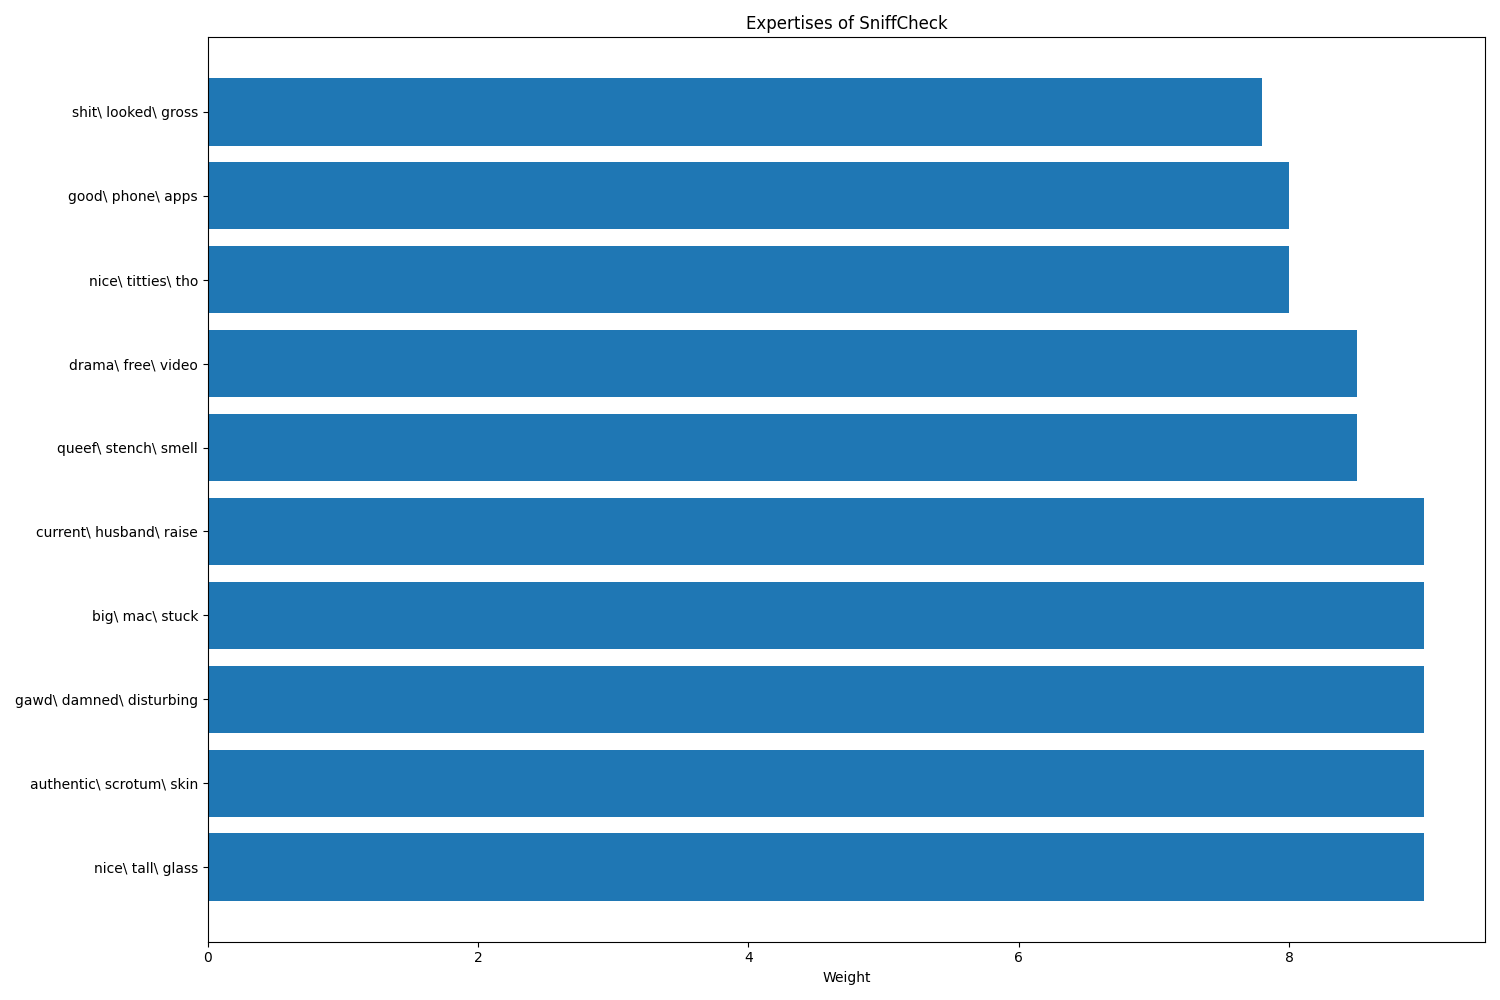 Expertises of SniffCheck
shit\ looked\ gross
good\ phone\ apps
nice\ titties\ tho
drama\ free\ video
queef\ stench\ smell
current\ husband\ raise
big\ mac\ stuck
gawd\ damned\ disturbing
authentic\ scrotum\ skin
nice\ tall\ glass
0 2 4 6 8
Weight